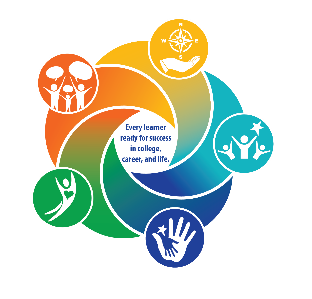 N
W E
S
Every learner
ready for success
in college,
career, and life.